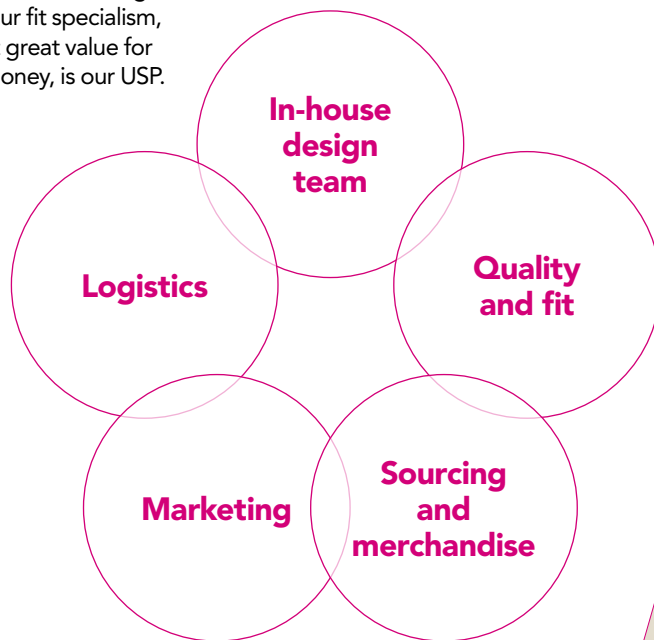 ur fit specialism,
great value for
oney, is our USP.
In-house
design
team
Logistics
Quality
and fit
Marketing
Sourcing
and
merchandise